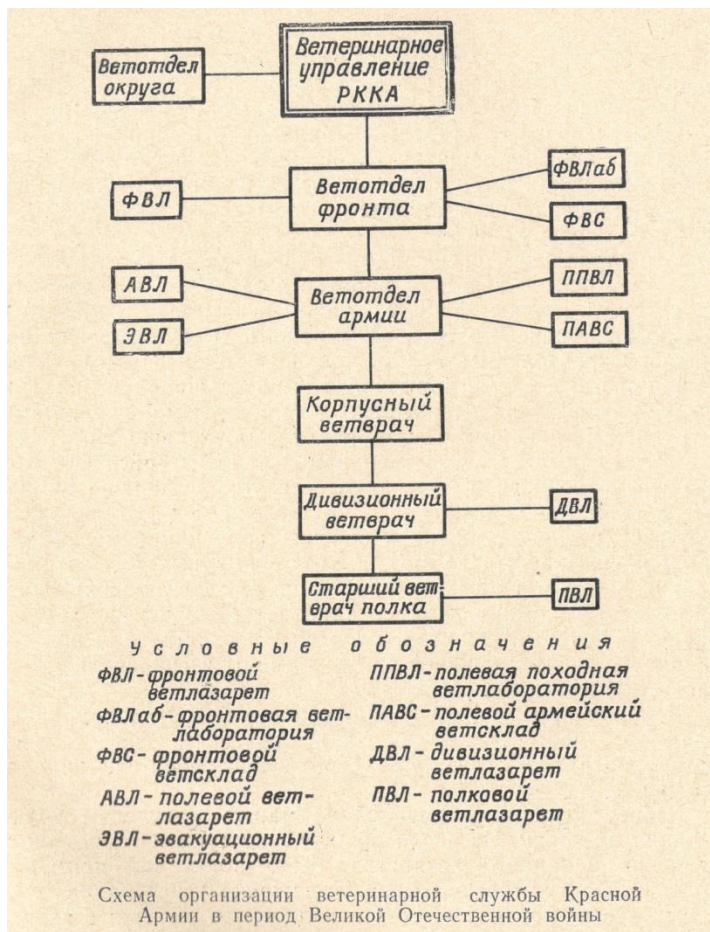 Ветеринарное
управление
РККА
Ветотдел
округа
Ветотдел
фронта
ФВЛ
ФВЛаб
ФВС
АВЛ
ЭВЛ
Ветотдел
армии
ППВЛ
ПАВС
Корпусный
ветврач
Дивизионный
ветврач
ДВЛ
Старший вет-
врач полка
ПВЛ
Условные обозначения
ФВЛ-фронтовой
ветлазарет
ФВЛаб-фронтовая вет-
лаборатория
ФВС-фронтовой
ветсклад
АВЛ-полевой вет-
лазарет
ЭВЛ-эвакуационный
ветлазарет
ППВЛ-полевая походная
ветлаборатория
ПАВС-полевой армейский
ветсклад
ДВЛ-дивизионный
ветлазарет
ПВЛ-полковой
ветлазарет
Схема организации ветеринарной службы Красной
Армии в период Великой Отечественной войны